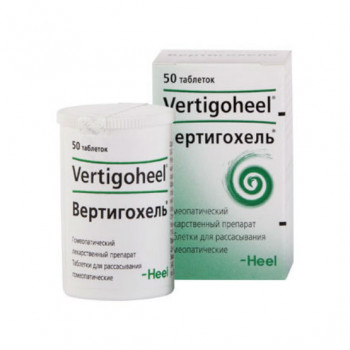 50 таблеток
Vertigoheel®
Вертигохель®
Гомеопатический
лекарственный препарат
Таблетки для рассасывания
гомеопатические
-Heel
50 таблеток
Vertigoheel®
Вертигохель®
Гомеопатический
лекарственный препарат
Таблетки для рассасывания
гомеопатические
-Heel